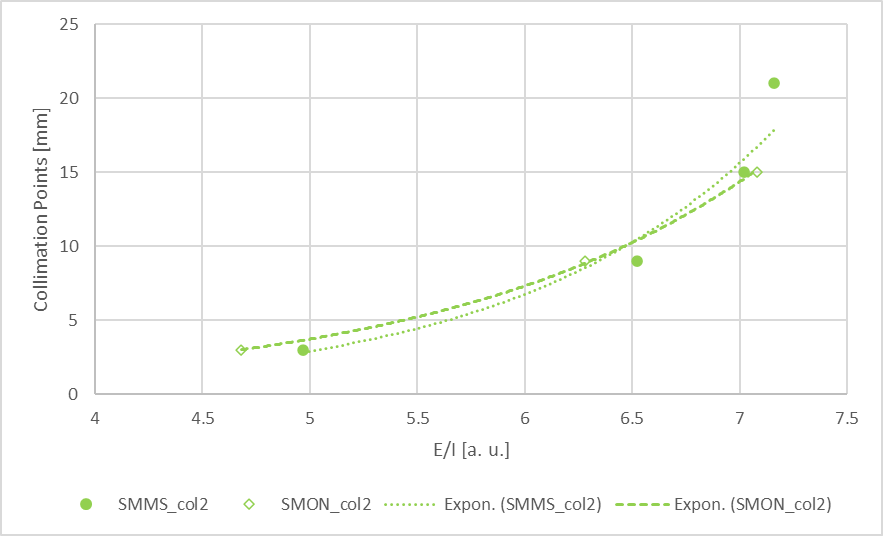 25
20
15
10
5
0
Collimation Points [mm]
4 4.5 5 5.5 6 6.5 7 7.5
E/I [a. u.]
SMMS_col2 SMON_col2 Expon. (SMMS_col2) Expon. (SMON_col2)